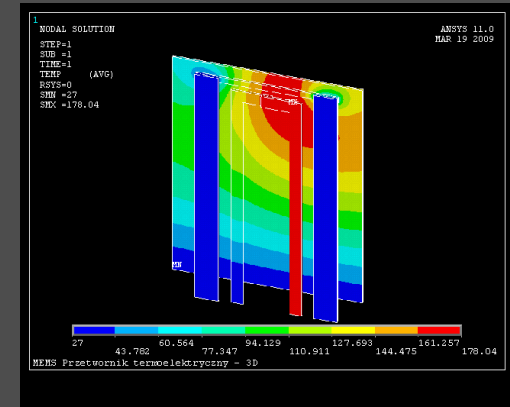 1
NODAL SOLUTION
STEP=1
SUB =1
TIME=1
TEMP (AVG)
RSYS=0
SMN =27
SMX =178.04
ANSYS 11.0
MAR 19 2009
MX
MN
27 60.564 94.129 127.693 161.257
43.782 77.347 110.911 144.475 178.04
MEMS Przetwornik termoelektryczny - 3D